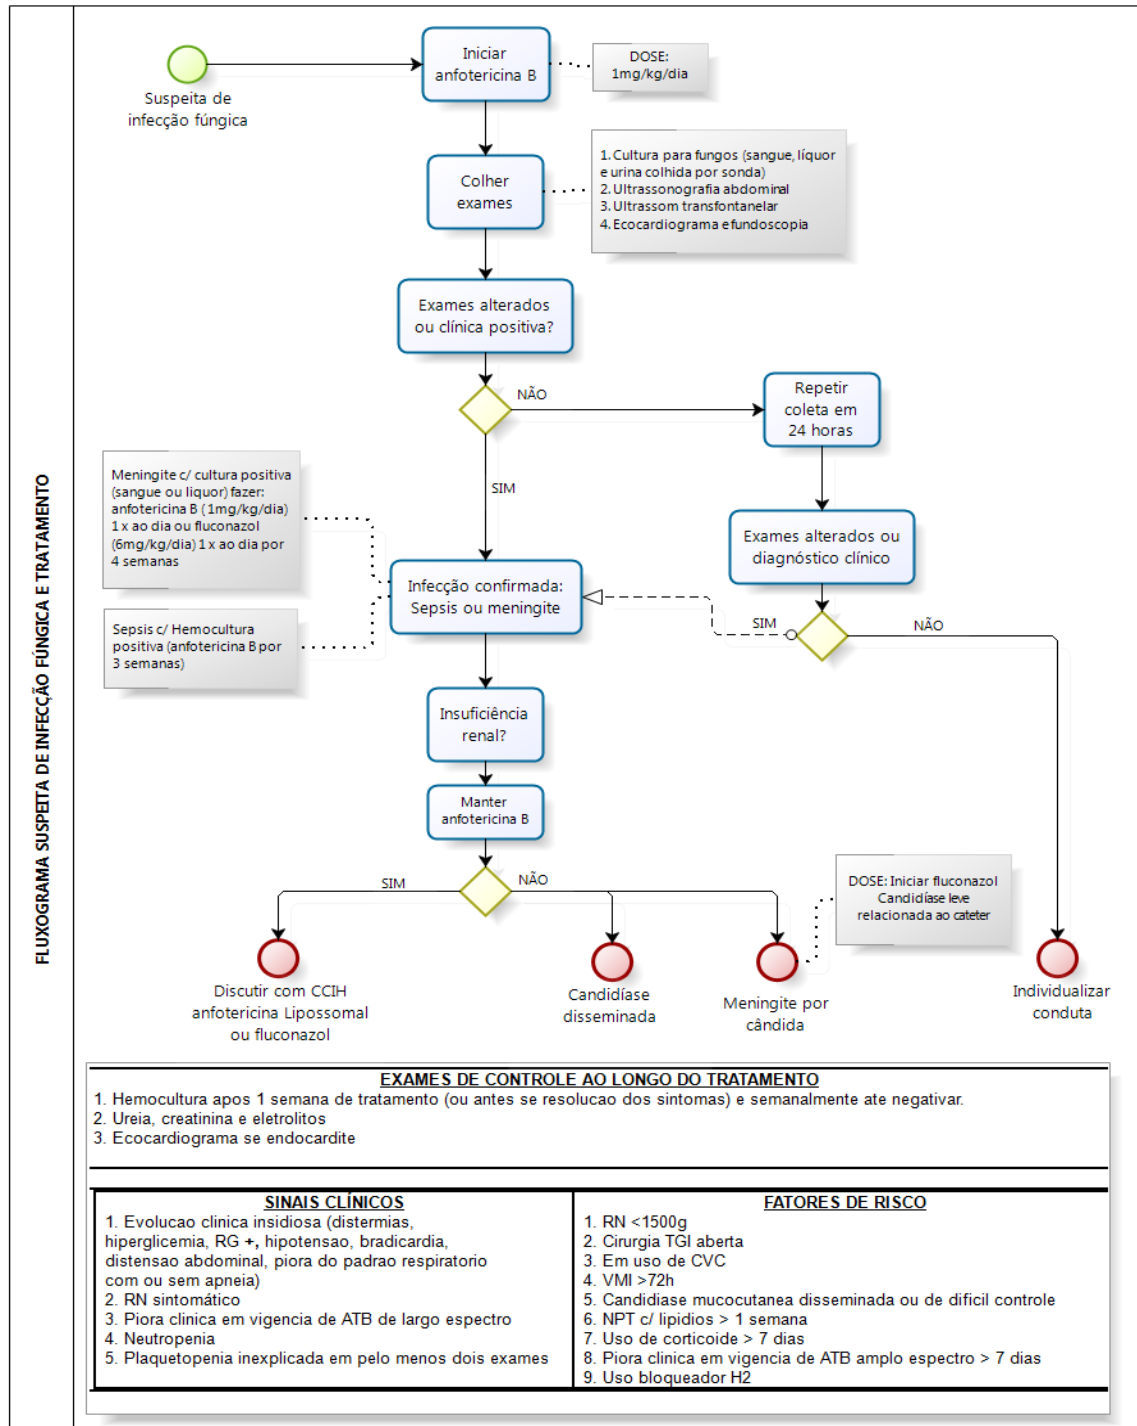 FLUXOGRAMA SUSPEITA DE INFECÇÃO FÚNGICA E TRATAMENTO
Suspeita de
infecção fúngica
Iniciar
anfotericina B
DOSE:
1mg/kg/dia
Colher
exames
1. Cultura para fungos (sangue, líquor
e urina colhida por sonda)
2. Ultrassonografia abdominal
3. Ultrassom transfontanelar
4. Ecocardiograma e fundoscopia
Exames alterados
ou clínica positiva?
NÃO
Repetir
coleta em
24 horas
SIM
Meningite c/ cultura positiva
(sangue ou liquor) fazer:
anfotericina B (1mg/kg/dia)
1 x ao dia ou fluconazol
(6mg/kg/dia) 1 x ao dia por
4 semanas
Exames alterados ou
diagnóstico clínico
Infecção confirmada:
Sepsis ou meningite
SIM
NÃO
Sepsis c/ Hemocultura
positiva (anfotericina B por
3 semanas)
Insuficiência
renal?
Manter
anfotericina B
SIM
NÃO
DOSE: Iniciar fluconazol
Candidíase leve
relacionada ao cateter
Discutir com CCIH
anfotericina Lipossomal
ou fluconazol
Candidíase
disseminada
Meningite por
cândida
Individualizar
conduta
EXAMES DE CONTROLE AO LONGO DO TRATAMENTO
1. Hemocultura apos 1 semana de tratamento (ou antes se resolucao dos sintomas) e semanalmente ate negativar.
2. Ureia, creatinina e eletrolitos
3. Ecocardiograma se endocardite
SINAIS CLÍNICOS
1. Evolucao clinica insidiosa (distermias,
hiperglicemia, RG +, hipotensao, bradicardia,
distensao abdominal, piora do padrao respiratorio
com ou sem apneia)
2. RN sintomático
3. Piora clinica em vigencia de ATB de largo espectro
4. Neutropenia
5. Plaquetopenia inexplicada em pelo menos dois exames
FATORES DE RISCO
1. RN <1500g
2. Cirurgia TGI aberta
3. Em uso de CVC
4. VMI >72h
5. Candidiase mucocutanea disseminada ou de dificil controle
6. NPT c/ lipidios > 1 semana
7. Uso de corticoide > 7 dias
8. Piora clinica em vigencia de ATB amplo espectro > 7 dias
9. Uso bloqueador H2